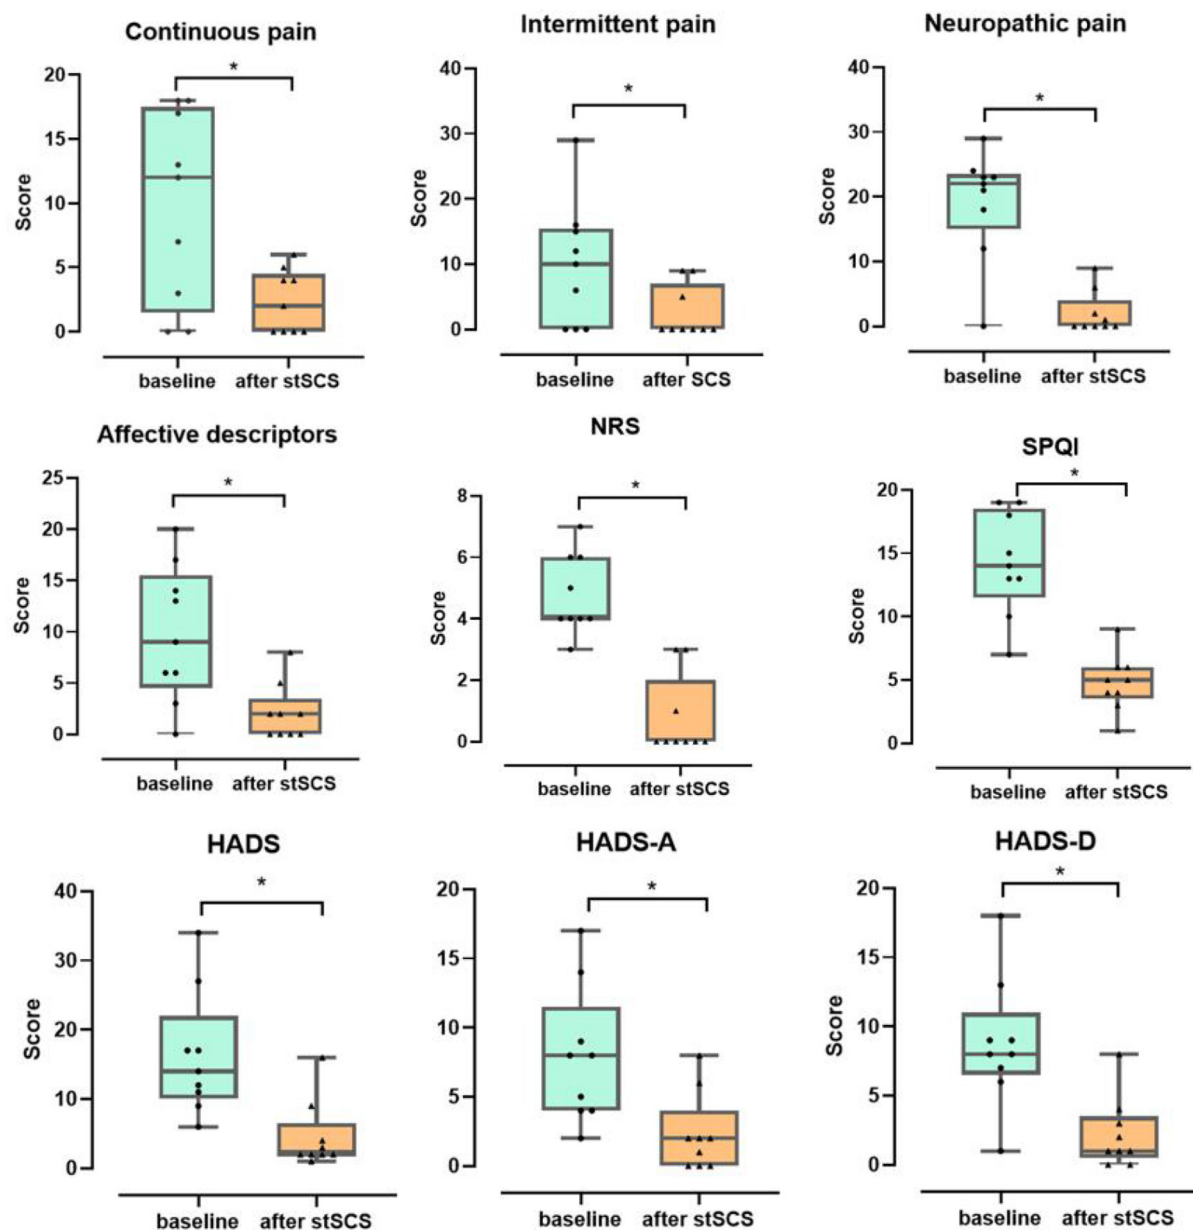 Continuous pain
*
20
15
10
5
0
Score
baseline after stSCS
Intermittent pain
*
40
30
20
10
0
Score
baseline after SCS
Neuropathic pain
*
40
30
20
10
0
Score
baseline after stSCS
Affective descriptors
*
25
20
15
10
5
0
Score
baseline after stSCS
NRS
*
8
6
4
2
0
Score
baseline after stSCS
SPQI
*
20
15
10
5
0
Score
baseline after stSCS
HADS
*
40
30
20
10
0
Score
baseline after stSCS
HADS-A
*
20
15
10
5
0
Score
baseline after stSCS
HADS-D
*
20
15
10
5
0
Score
baseline after stSCS